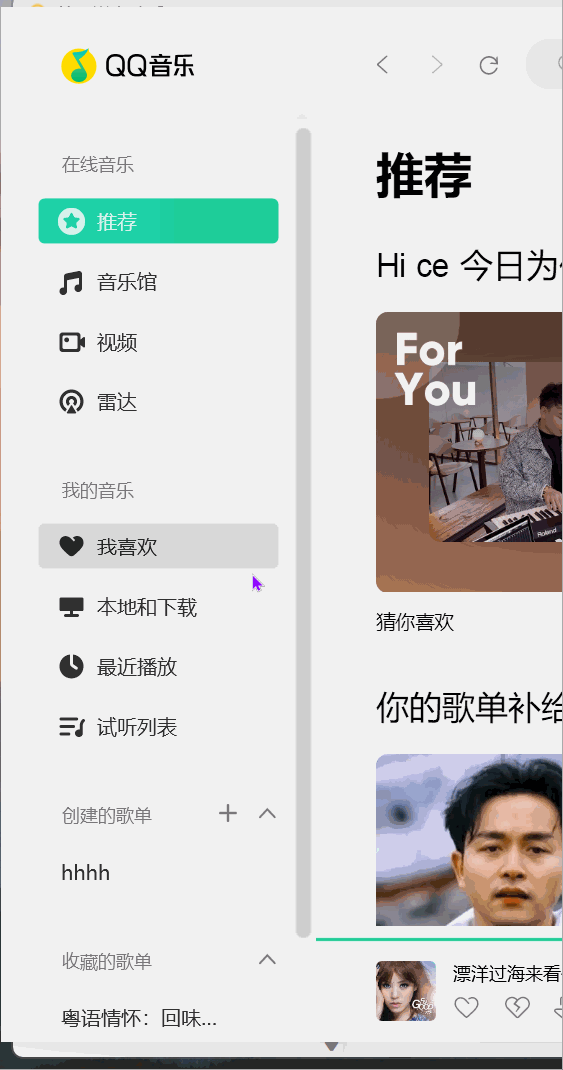 QQ音乐
在线音乐
推荐
音乐馆
视频
雷达
我的音乐
我喜欢
本地和下载
最近播放
试听列表
创建的歌单
hhhh
收藏的歌单
粤语情怀：回味...
推荐
Hi ce 今日为
For
You
Roland
猜你喜欢
你的歌单补给
漂洋过海来看